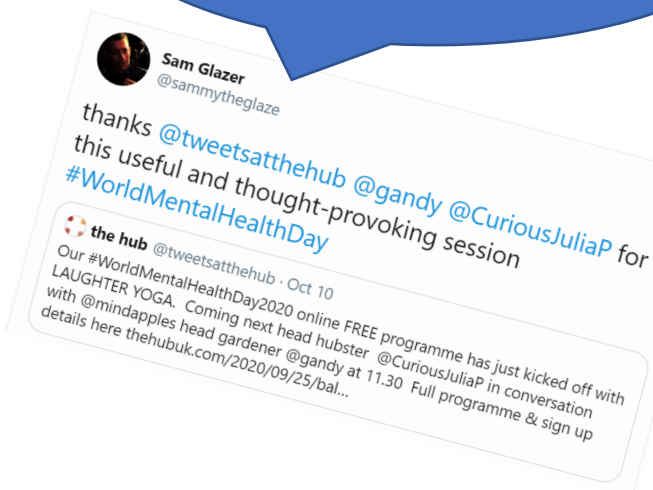 Sam Glazer
@sammytheglaze
thanks @tweetsatthehub @gandy @CuriousJuliaP for
this useful and thought-provoking session
#WorldMentalHealthDay
the hub @tweetsatthehub · Oct 10
Our #WorldMentalHealthDay2020 online FREE programme has just kicked off with
LAUGHTER YOGA.  Coming next head hubster  @CuriousJuliaP in conversation
with @mindapples head gardener @gandy at 11.30  Full programme & sign up
details here thehubuk.com/2020/09/25/bal...